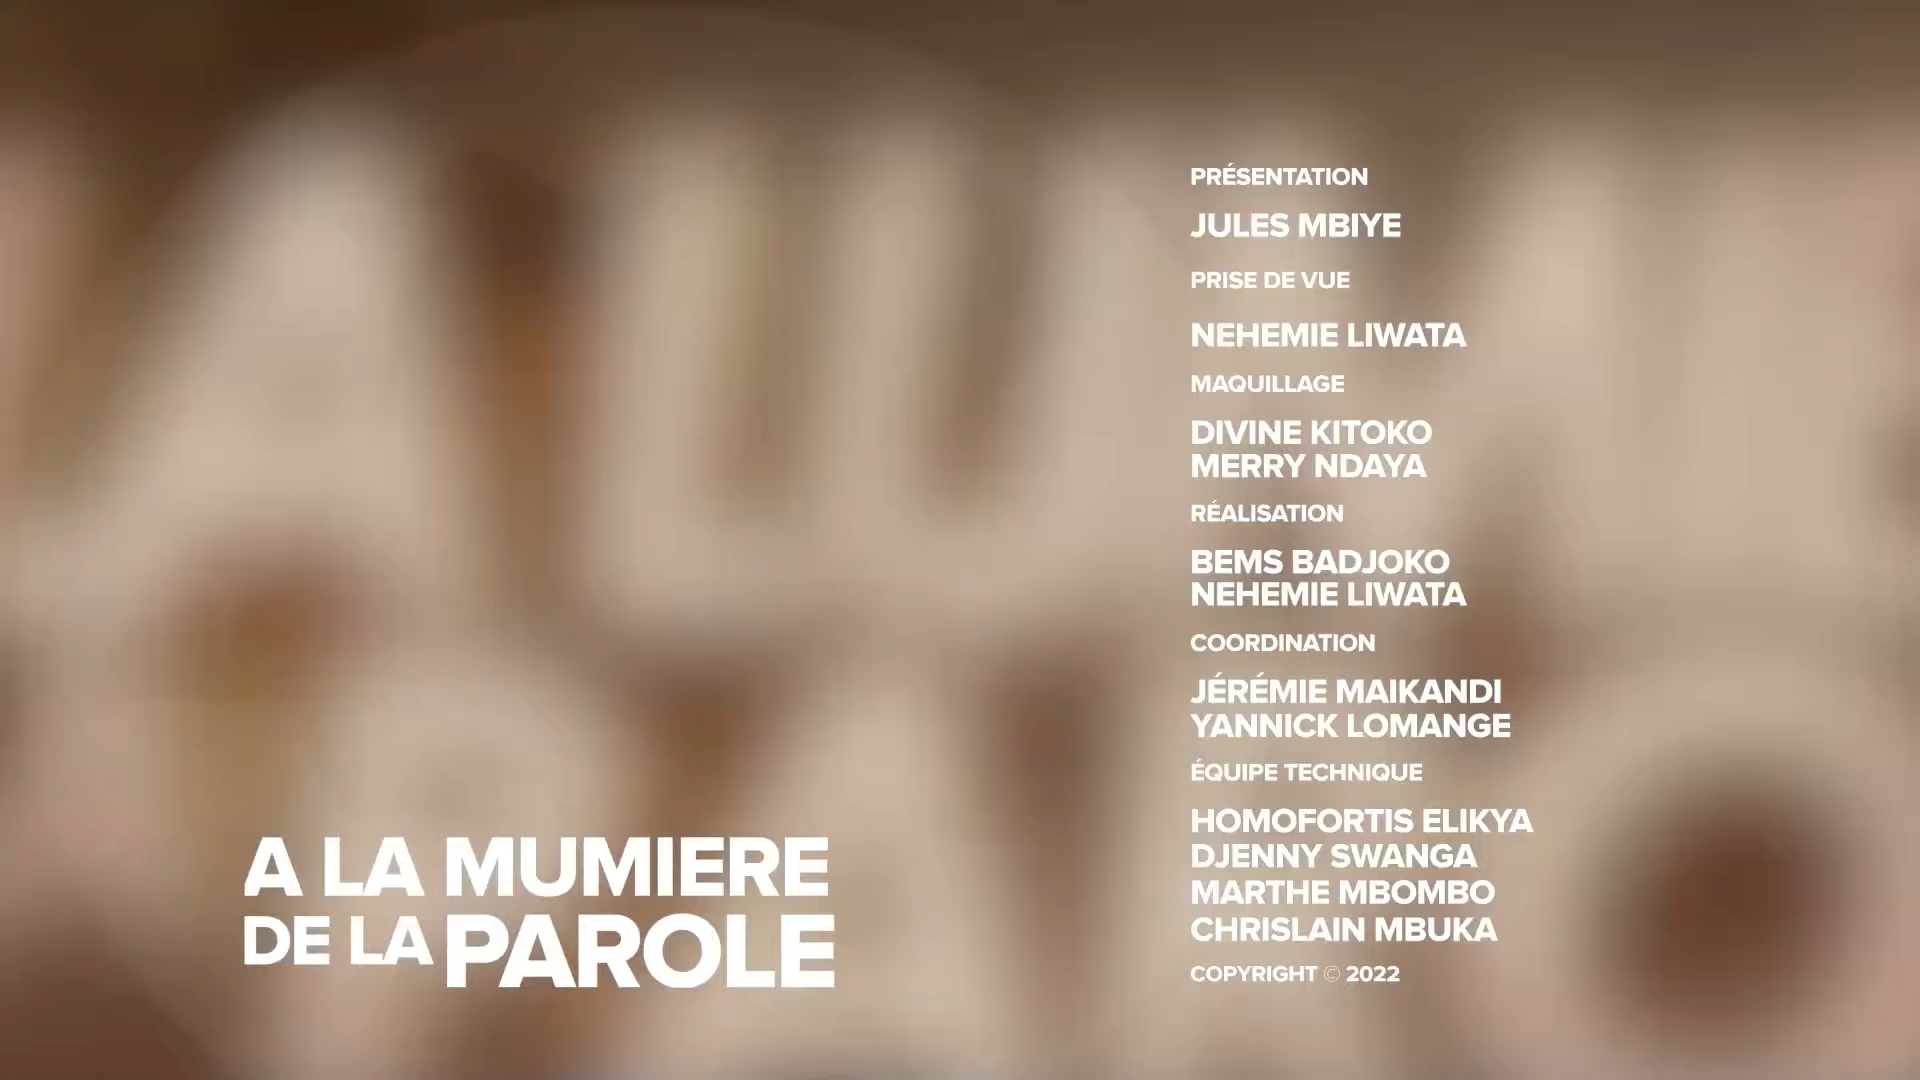 A LA MUMIERE
DE LA PAROLE
PRÉSENTATION
JULES MBIYE
PRISE DE VUE
NEHEMIE LIWATA
MAQUILLAGE
DIVINE KITOKO
MERRY NDAYA
RÉALISATION
BEMS BADJOKO
NEHEMIE LIWATA
COORDINATION
JÉRÉMIE MAIKANDI
YANNICK LOMANGE
ÉQUIPE TECHNIQUE
HOMOFORTIS ELIKYA
DJENNY SWANGA
MARTHE MBOMBO
CHRISLAIN MBUKA
COPYRIGHT © 2022